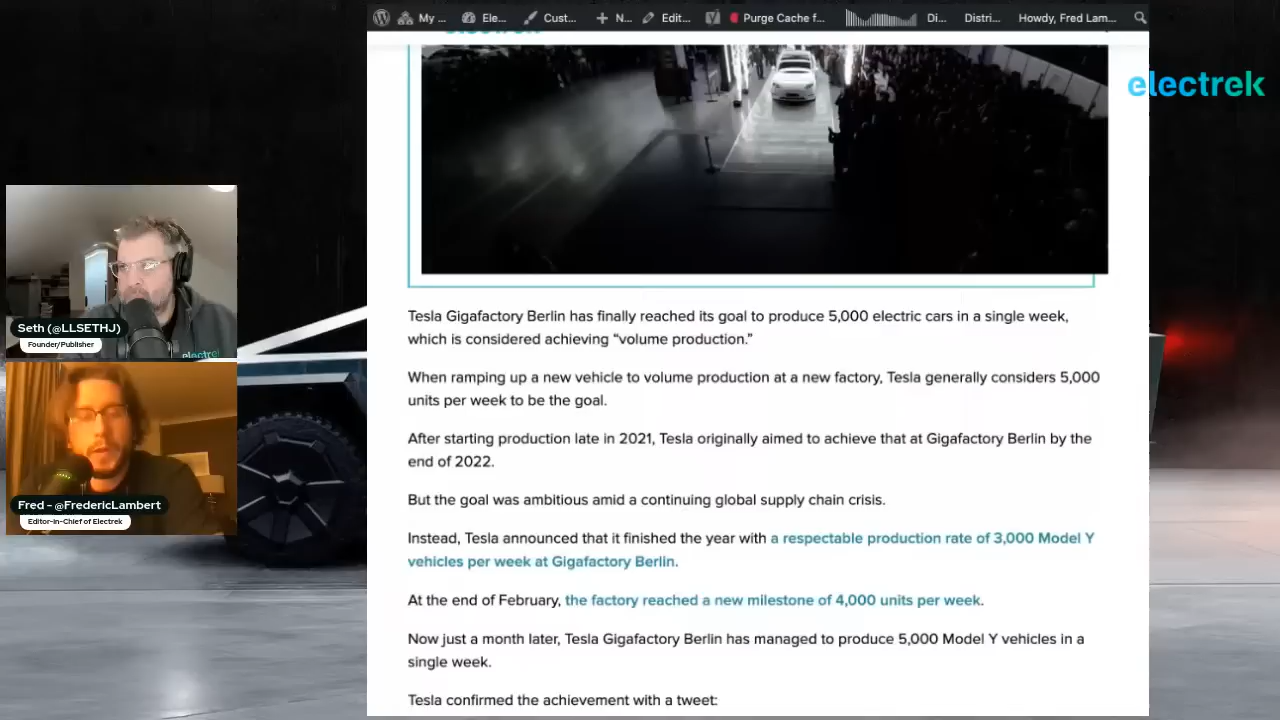 My ...
Ele...
Cust...
N...
Edit...
Purge Cache f...
Di...
Distri...
Howdy, Fred Lam...
electrek
Seth (@LLSETHJ)
Founder/Publisher
electrek
Fred - @FredericLambert
Editor-in-Chief of Electrek
Tesla Gigafactory Berlin has finally reached its goal to produce 5,000 electric cars in a single week,
which is considered achieving “volume production.”
When ramping up a new vehicle to volume production at a new factory, Tesla generally considers 5,000
units per week to be the goal.
After starting production late in 2021, Tesla originally aimed to achieve that at Gigafactory Berlin by the
end of 2022.
But the goal was ambitious amid a continuing global supply chain crisis.
Instead, Tesla announced that it finished the year with a respectable production rate of 3,000 Model Y
vehicles per week at Gigafactory Berlin.
At the end of February, the factory reached a new milestone of 4,000 units per week.
Now just a month later, Tesla Gigafactory Berlin has managed to produce 5,000 Model Y vehicles in a
single week.
Tesla confirmed the achievement with a tweet: